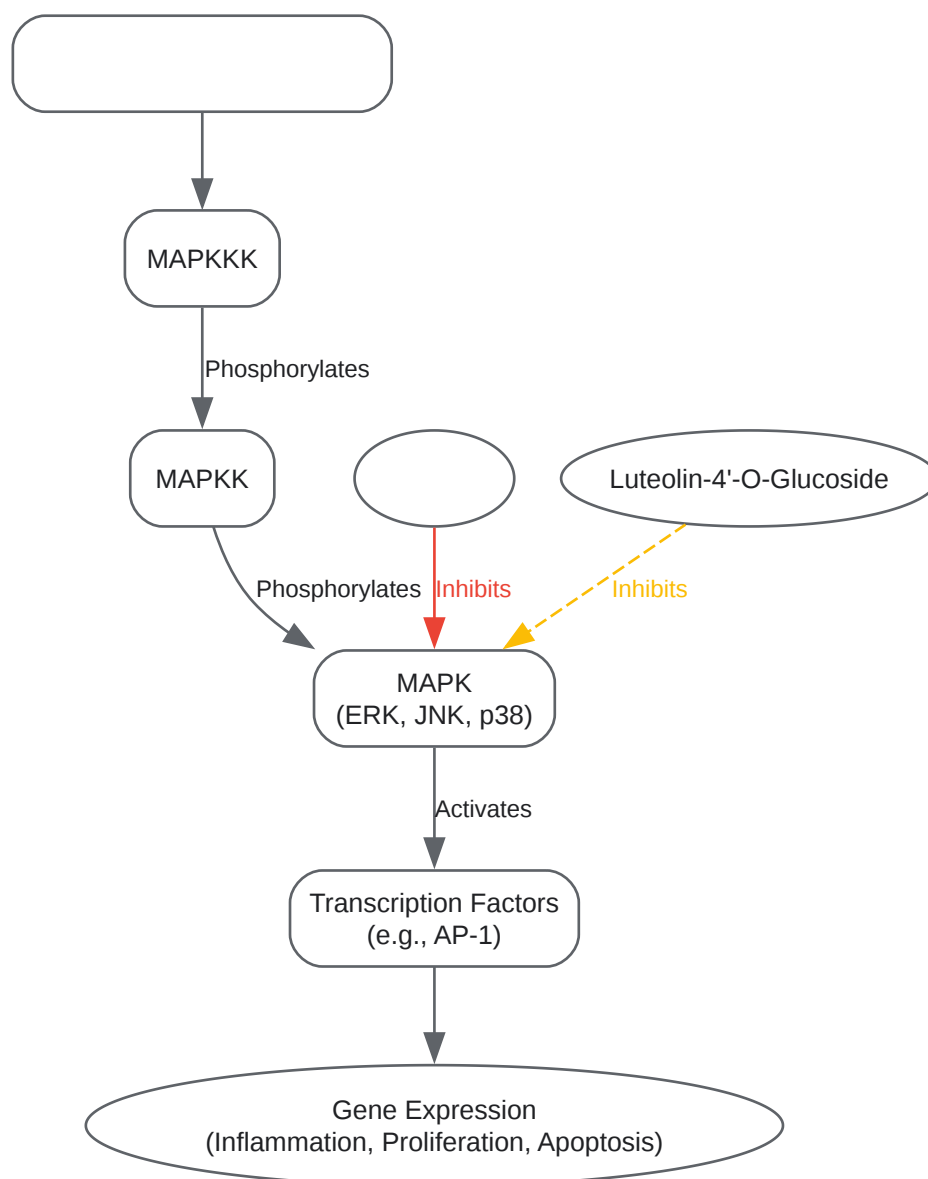 MAPKKK
Phosphorylates
MAPKK
Luteolin-4'-O-Glucoside
Phosphorylates
Inhibits
Inhibits
MAPK
(ERK, JNK, p38)
Activates
Transcription Factors
(e.g., AP-1)
Gene Expression
(Inflammation, Proliferation, Apoptosis)